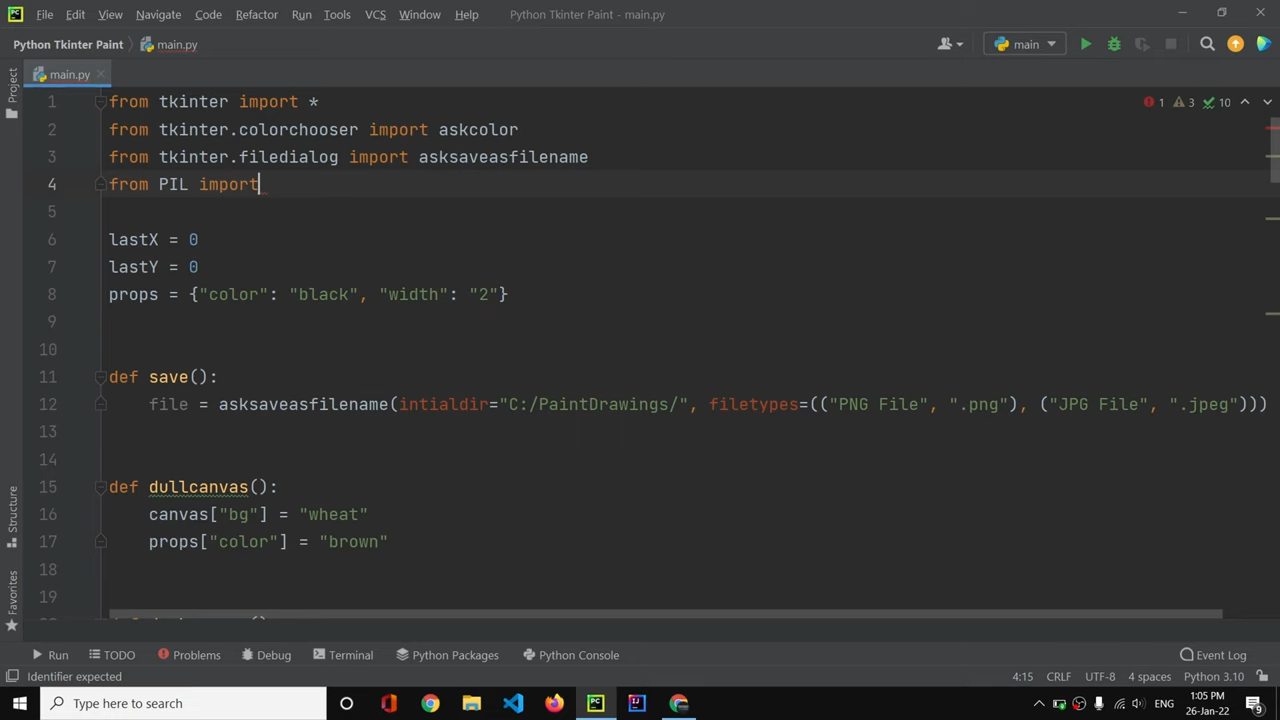 File Edit View Navigate Code Refactor Run Tools VCS Window Help Python Tkinter Paint - main.py
Python Tkinter Paint main.py main
Project
main.py
1 from tkinter import * 1 3 10
2 from tkinter.colorchooser import askcolor
3 from tkinter.filedialog import asksaveasfilename
4 from PIL import
5
6 lastX = 0
7 lastY = 0
8 props = {"color": "black", "width": "2"}
9
10
11 def save():
12 file = asksaveasfilename(intialdir="C:/PaintDrawings/", filetypes=(("PNG File", ".png"), ("JPG File", ".jpeg")))
13
14
15 def dullcanvas():
16 canvas["bg"] = "wheat"
17 props["color"] = "brown"
18
19
Structure
Favorites
Run TODO Problems Debug Terminal Python Packages Python Console Event Log
Identifier expected 4:15 CRLF UTF-8 4 spaces Python 3.10
Type here to search ENG 1:05 PM 26-Jan-22 9